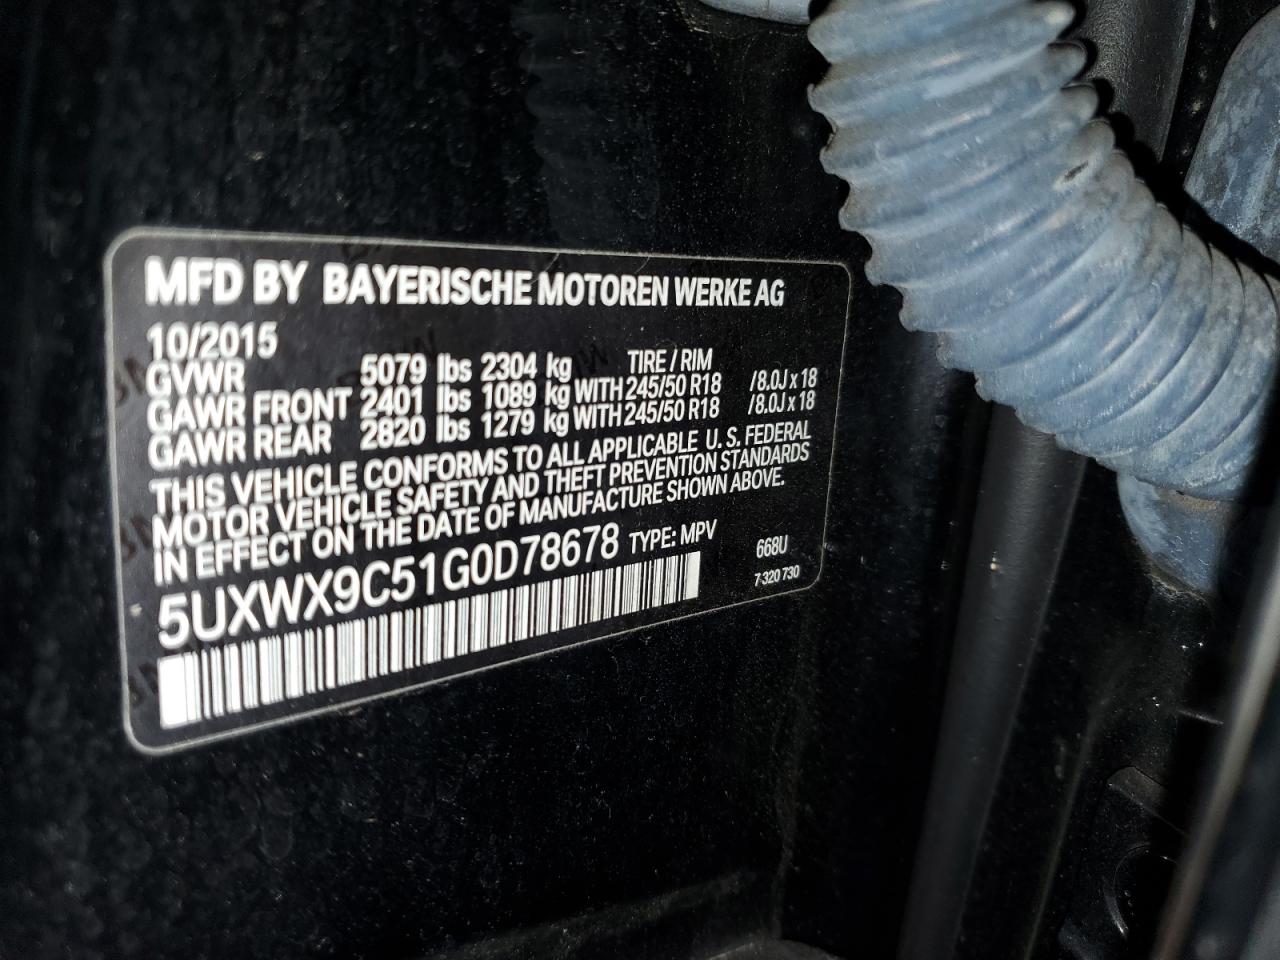 MFD BY BAYERISCHE MOTOREN WERKE AG
10/2015
GVWR 5079 lbs 2304 kg TIRE / RIM
GAWR FRONT 2401 lbs 1089 kg WITH 245/50 R18 /8.0J x 18
GAWR REAR 2820 lbs 1279 kg WITH 245/50 R18 /8.0J x 18
THIS VEHICLE CONFORMS TO ALL APPLICABLE U. S. FEDERAL
MOTOR VEHICLE SAFETY AND THEFT PREVENTION STANDARDS
IN EFFECT ON THE DATE OF MANUFACTURE SHOWN ABOVE.
5UXWX9C51G0D78678 TYPE: MPV 668U
7 320 730